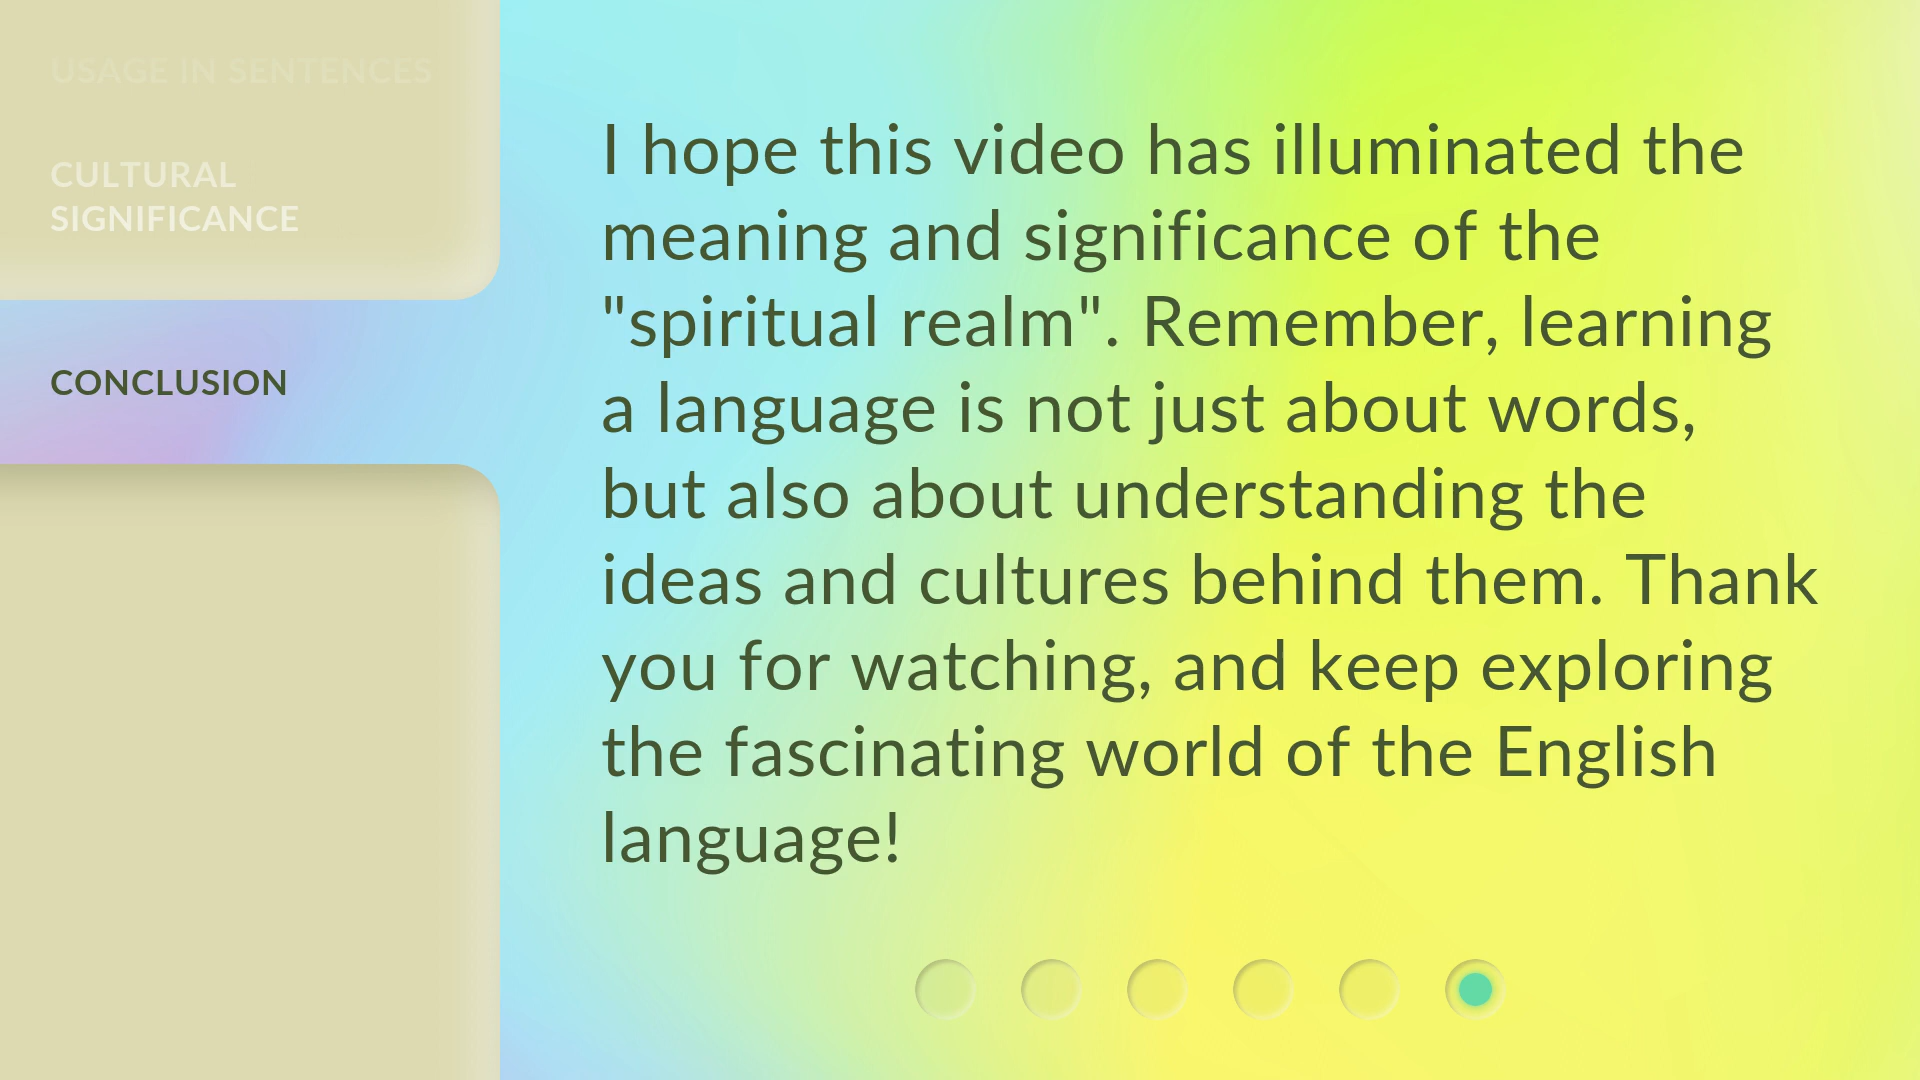 USAGE IN SENTENCES
CULTURAL
SIGNIFICANCE
CONCLUSION
I hope this video has illuminated the
meaning and significance of the
"spiritual realm". Remember, learning
a language is not just about words,
but also about understanding the
ideas and cultures behind them. Thank
you for watching, and keep exploring
the fascinating world of the English
language!